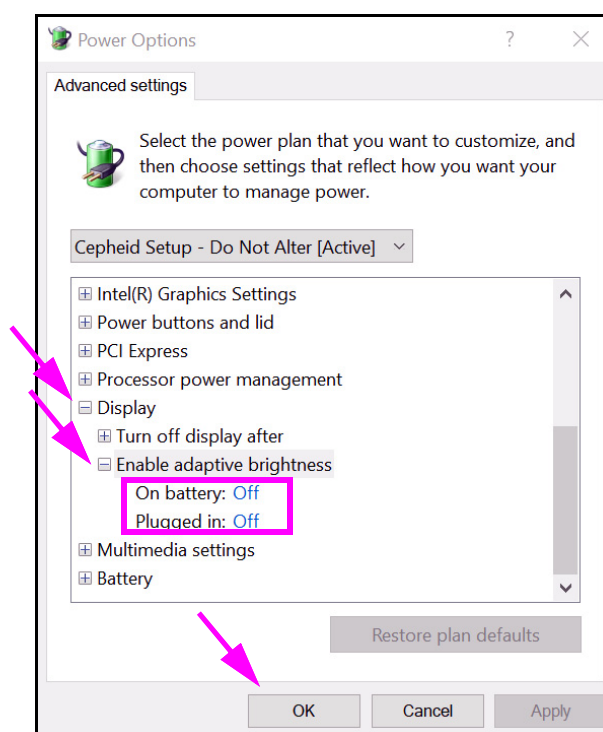 Power Options
Advanced settings
Select the power plan that you want to customize, and
then choose settings that reflect how you want your
computer to manage power.
Cepheid Setup - Do Not Alter [Active]
Intel(R) Graphics Settings
Power buttons and lid
PCI Express
Processor power management
Display
Turn off display after
Enable adaptive brightness
On battery: Off
Plugged in: Off
Multimedia settings
Battery
Restore plan defaults
OK Cancel Apply